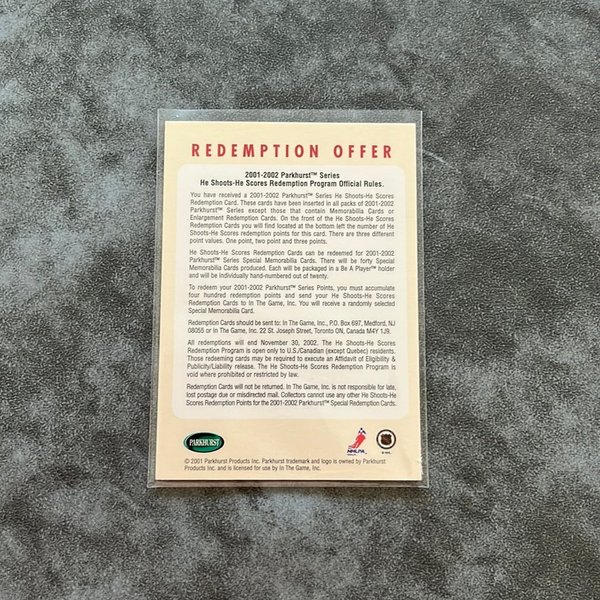 REDEMPTION OFFER
2001-2002 Parkhurst™ Series
He Shoots-He Scores Redemption Program Official Rules.
You have received a 2001-2002 Parkhurst™ Series He Shoots-He Scores
Redemption Card. These cards have been inserted in all packs of 2001-2002
Parkhurst™ Series except those that contain Memorabilia Cards or
Enlargement Redemption Cards. On the front of the He Shoots-He Scores or
Redemption Cards you will find located at the bottom left the number of He
Shoots-He Scores redemption points for this card. There are three different
point values. One point, two point and three points.
He Shoots-He Scores Redemption Cards can be redeemed for 2001-2002
Parkhurst™ Series Special Memorabilia Cards. There will be forty Special
Memorabilia Cards produced. Each will be packaged in a Be A Player™ holder
and will be individually hand-numbered out of twenty.
To redeem your 2001-2002 Parkhurst™ Series Points, you must accumulate
four hundred redemption points and send your He Shoots-He Scores
Redemption Cards to In The Game, Inc.. You will receive a randomly selected
Special Memorabilia Card.
Redemption Cards should be sent to: In The Game, Inc., P.O. Box 697, Medford, NJ
08055 or In The Game, Inc. 22 St. Joseph Street, Toronto ON, Canada M4Y 1J9.
All redemptions will end November 30, 2002. The He Shoots-He Scores
Redemption Program is open only to U.S./Canadian (except Quebec) residents.
Those redeeming cards may be required to execute an Affidavit of Eligibility &
Publicity/Liability release. The He Shoots-He Scores Redemption Program is
void where prohibited or restricted by law.
Redemption Cards will not be returned. In The Game, Inc. is not responsible for late,
lost postage due or misdirected mail. Collectors cannot use any other He Shoots-He
Scores Redemption Points for the 2001-2002 Parkhurst™ Special Redemption Cards.
PARKHURST
NHLPA
© NHL
© 2001 Parkhurst Products Inc. Parkhurst trademark and logo is owned by Parkhurst
Products Inc. and is licensed for use by In The Game, Inc.